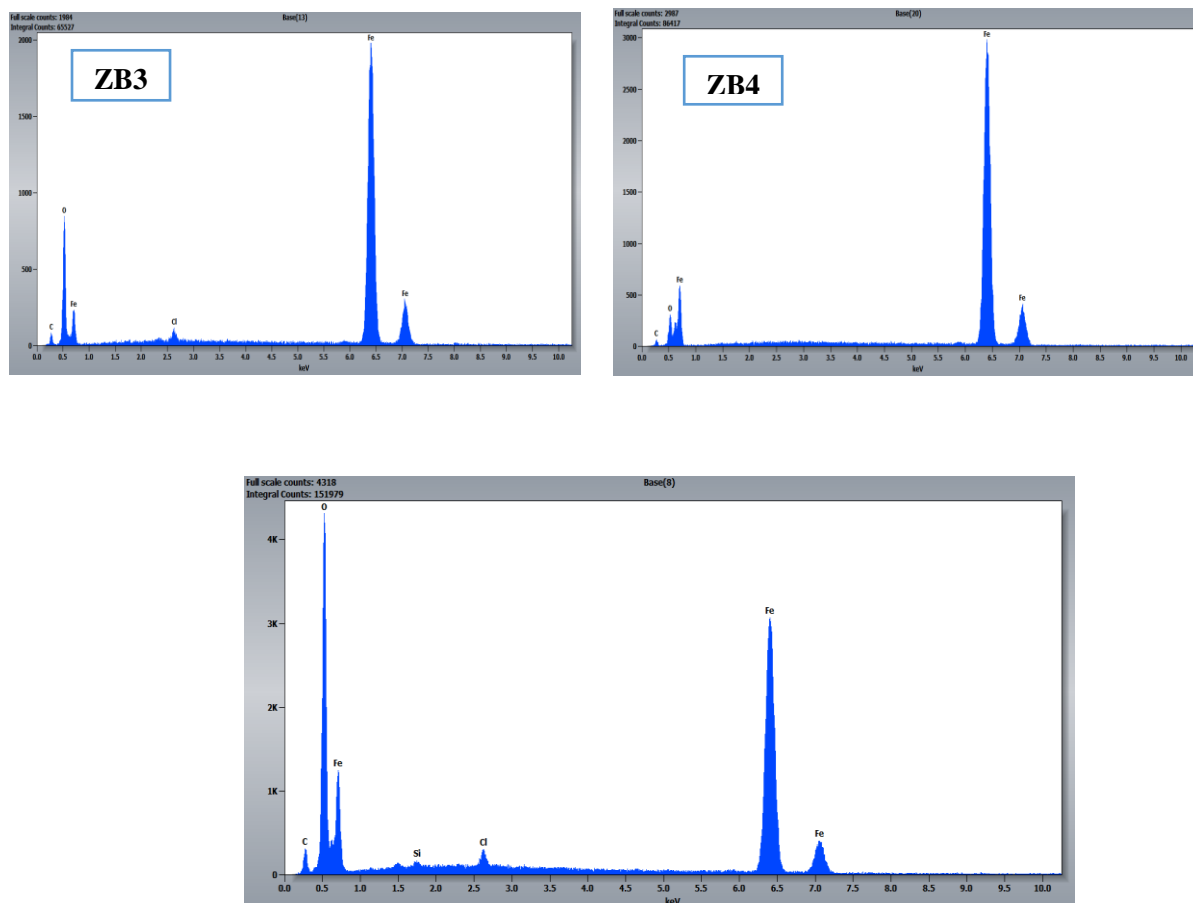 Full scale counts: 1984
Base(13)
Integral Counts: 65527
ZB3
2000
1500
1000
500
0
C
O
Fe
Cl
Fe
Fe
0.0 0.5 1.0 1.5 2.0 2.5 3.0 3.5 4.0 4.5 5.0 5.5 6.0 6.5 7.0 7.5 8.0 8.5 9.0 9.5 10.0
keV
Full scale counts: 2987
Base(20)
Integral Counts: 86417
ZB4
3000
2500
2000
1500
1000
500
0
C
O
Fe
Fe
Fe
0.0 0.5 1.0 1.5 2.0 2.5 3.0 3.5 4.0 4.5 5.0 5.5 6.0 6.5 7.0 7.5 8.0 8.5 9.0 9.5 10.0
keV
Full scale counts: 4318
Base(8)
Integral Counts: 151979
4K
3K
2K
1K
0
C
O
Fe
Si
Cl
Fe
Fe
0.0 0.5 1.0 1.5 2.0 2.5 3.0 3.5 4.0 4.5 5.0 5.5 6.0 6.5 7.0 7.5 8.0 8.5 9.0 9.5 10.0
keV